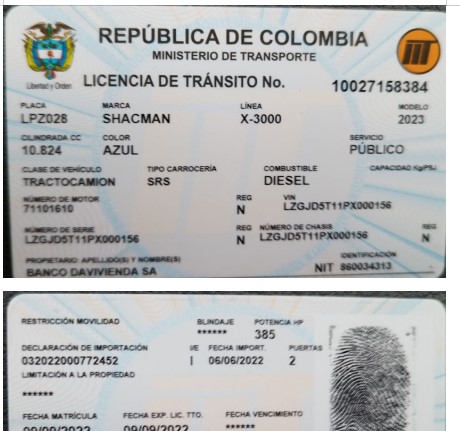 REPÚBLICA DE COLOMBIA
MINISTERIO DE TRANSPORTE
Libertad y Orden
LICENCIA DE TRÁNSITO No. 10027158384
PLACA MARCA LÍNEA MODELO
LPZ028 SHACMAN X-3000 2023
CILINDRADA CC COLOR SERVICIO
10.824 AZUL PÚBLICO
CLASE DE VEHÍCULO TIPO CARROCERÍA COMBUSTIBLE CAPACIDAD Kg/PSJ
TRACTOCAMION SRS DIESEL
NÚMERO DE MOTOR REG VIN
71101610 N LZGJD5T11PX000156
NÚMERO DE SERIE REG NÚMERO DE CHASIS REG
LZGJD5T11PX000156 N LZGJD5T11PX000156 N
PROPIETARIO: APELLIDO(S) Y NOMBRE(S) IDENTIFICACIÓN
BANCO DAVIVIENDA SA NIT 860034313
RESTRICCIÓN MOVILIDAD BLINDAJE POTENCIA HP
****** 385
DECLARACIÓN DE IMPORTACIÓN I/E FECHA IMPORT. PUERTAS
032022000772452 I 06/06/2022 2
LIMITACIÓN A LA PROPIEDAD
******
FECHA MATRÍCULA FECHA EXP. LIC. TTO. FECHA VENCIMIENTO
09/09/2022 09/09/2022 ******